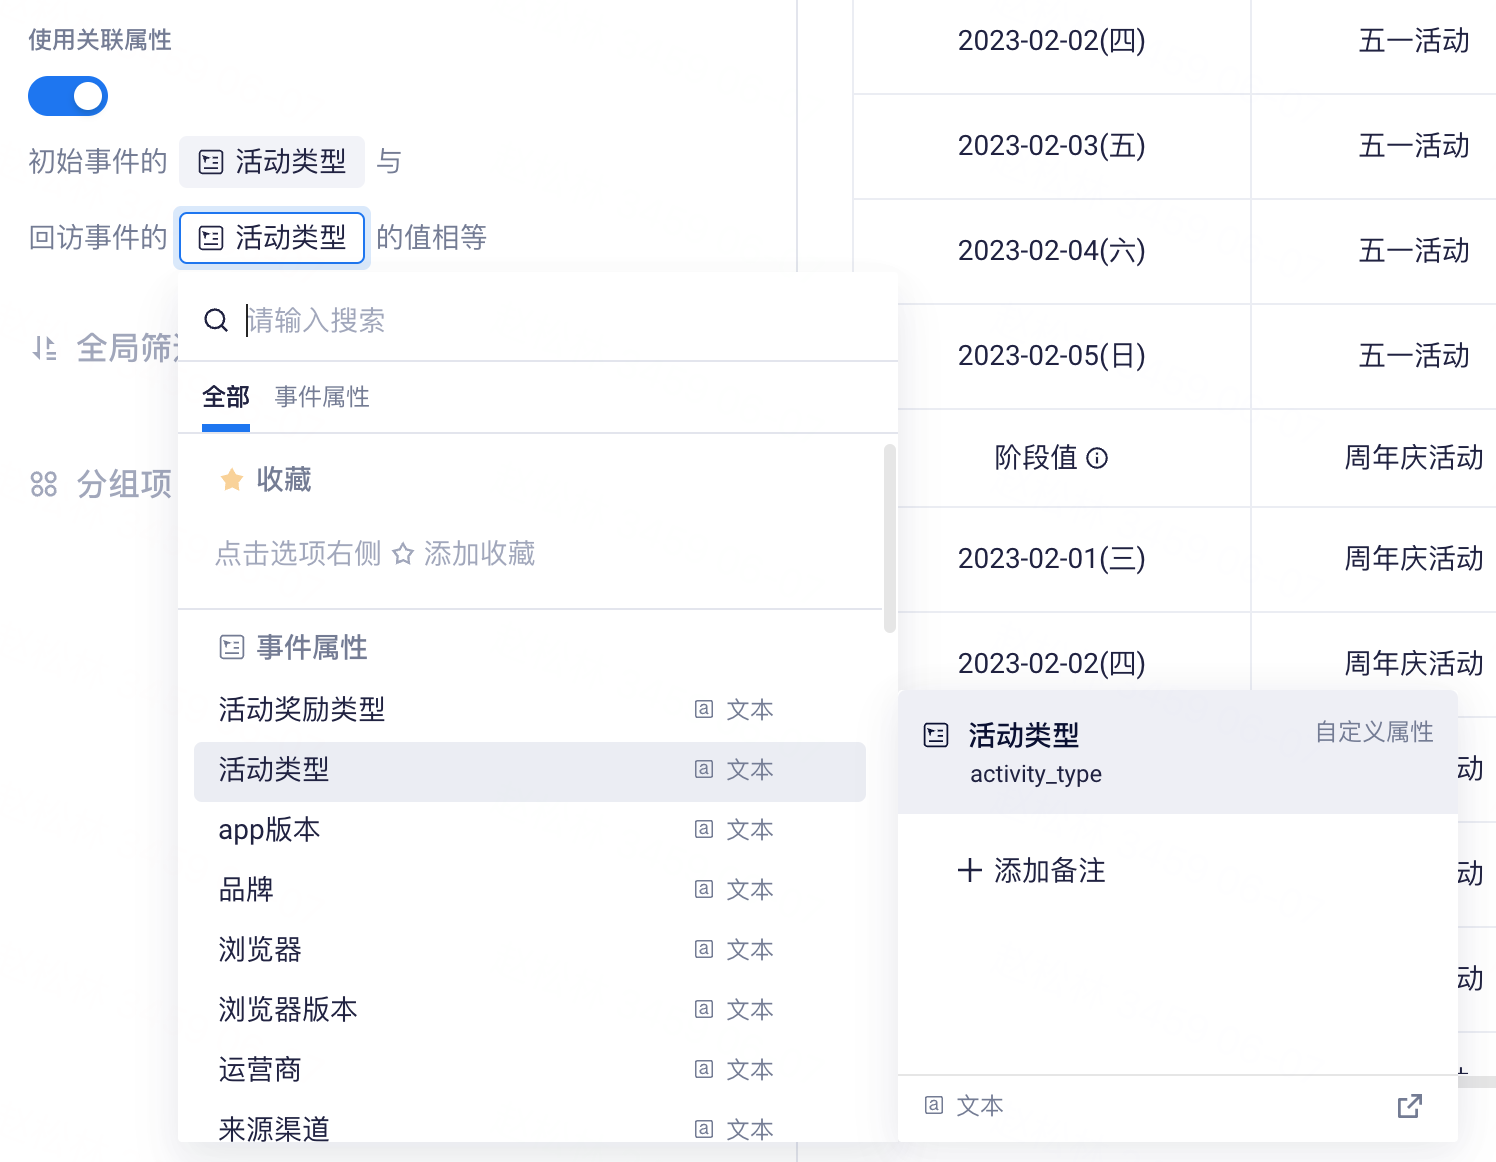 使用关联属性
初始事件的 活动类型 与
回访事件的 活动类型 的值相等
全局筛
分组项
请输入搜索
全部 事件属性
收藏
点击选项右侧 添加收藏
事件属性
活动奖励类型 文本
活动类型 文本
app版本 文本
品牌 文本
浏览器 文本
浏览器版本 文本
运营商 文本
来源渠道 文本
2023-02-02(四) 五一活动
2023-02-03(五) 五一活动
2023-02-04(六) 五一活动
2023-02-05(日) 五一活动
阶段值 周年庆活动
2023-02-01(三) 周年庆活动
2023-02-02(四) 周年庆活动
活动类型 自定义属性
activity_type
添加备注
文本
动
动
动